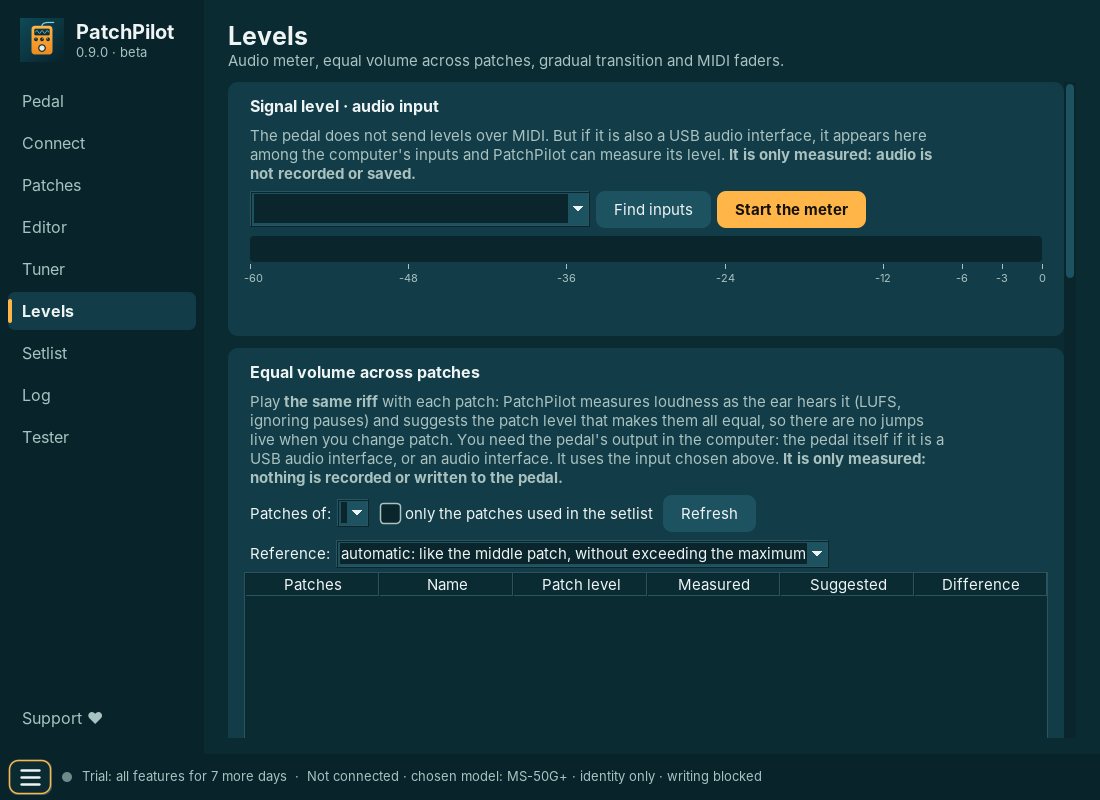 PatchPilot
0.9.0 · beta
Pedal
Connect
Patches
Editor
Tuner
Levels
Setlist
Log
Tester
Support ♥
Levels
Audio meter, equal volume across patches, gradual transition and MIDI faders.
Signal level · audio input
The pedal does not send levels over MIDI. But if it is also a USB audio interface, it appears here
among the computer's inputs and PatchPilot can measure its level. It is only measured: audio is
not recorded or saved.
Find inputs
Start the meter
-60 -48 -36 -24 -12 -6 -3 0
Equal volume across patches
Play the same riff with each patch: PatchPilot measures loudness as the ear hears it (LUFS,
ignoring pauses) and suggests the patch level that makes them all equal, so there are no jumps
live when you change patch. You need the pedal's output in the computer: the pedal itself if it is a
USB audio interface, or an audio interface. It uses the input chosen above. It is only measured:
nothing is recorded or written to the pedal.
Patches of: only the patches used in the setlist Refresh
Reference: automatic: like the middle patch, without exceeding the maximum
Patches Name Patch level Measured Suggested Difference
Trial: all features for 7 more days · Not connected · chosen model: MS-50G+ · identity only · writing blocked